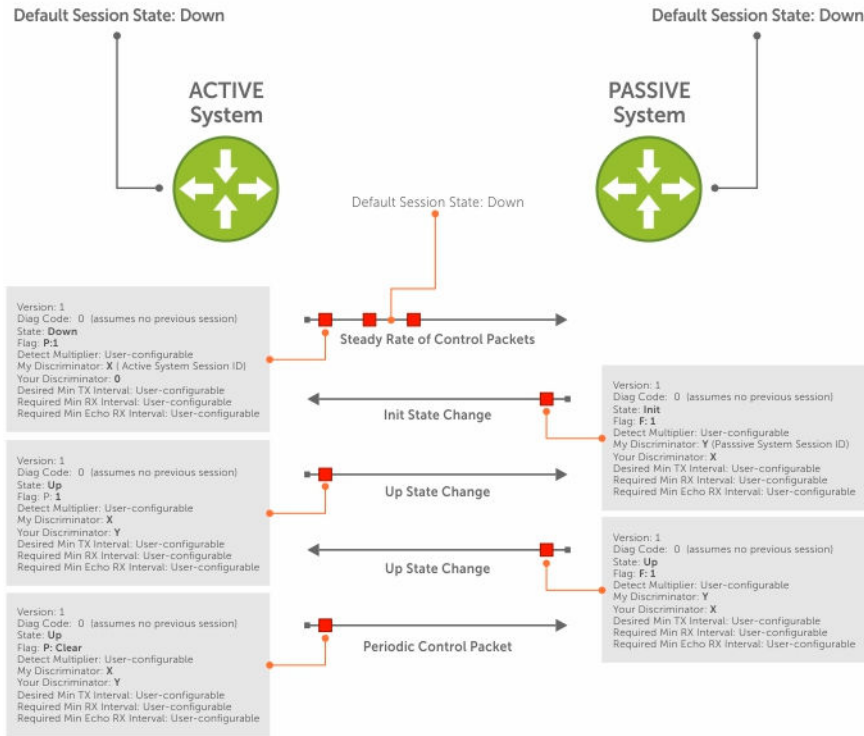 Default Session State: Down
Default Session State: Down
ACTIVE
System
PASSIVE
System
Default Session State: Down
Version: 1
Diag Code: 0 (assumes no previous session)
State: Down
Flag: P:1
Detect Multiplier: User-configurable
My Discriminator: X ( Active System Session ID)
Your Discriminator: 0
Desired Min TX Interval: User-configurable
Required Min RX Interval: User-configurable
Required Min Echo RX Interval: User-configurable
Steady Rate of Control Packets
Init State Change
Version: 1
Diag Code: 0 (assumes no previous session)
State: Init
Flag: F: 1
Detect Multiplier: User-configurable
My Discriminator: Y (Passive System Session ID)
Your Discriminator: X
Desired Min TX Interval: User-configurable
Required Min RX Interval: User-configurable
Required Min Echo RX Interval: User-configurable
Version: 1
Diag Code: 0 (assumes no previous session)
State: Up
Flag: P: 1
Detect Multiplier: User-configurable
My Discriminator: X
Your Discriminator: Y
Desired Min TX Interval: User-configurable
Required Min RX Interval: User-configurable
Required Min Echo RX Interval: User-configurable
Up State Change
Up State Change
Version: 1
Diag Code: 0 (assumes no previous session)
State: Up
Flag: F: 1
Detect Multiplier: User-configurable
My Discriminator: Y
Your Discriminator: X
Desired Min TX Interval: User-configurable
Required Min RX Interval: User-configurable
Required Min Echo RX Interval: User-configurable
Version: 1
Diag Code: 0 (assumes no previous session)
State: Up
Flag: P: Clear
Detect Multiplier: User-configurable
My Discriminator: X
Your Discriminator: Y
Desired Min TX Interval: User-configurable
Required Min RX Interval: User-configurable
Required Min Echo RX Interval: User-configurable
Periodic Control Packet